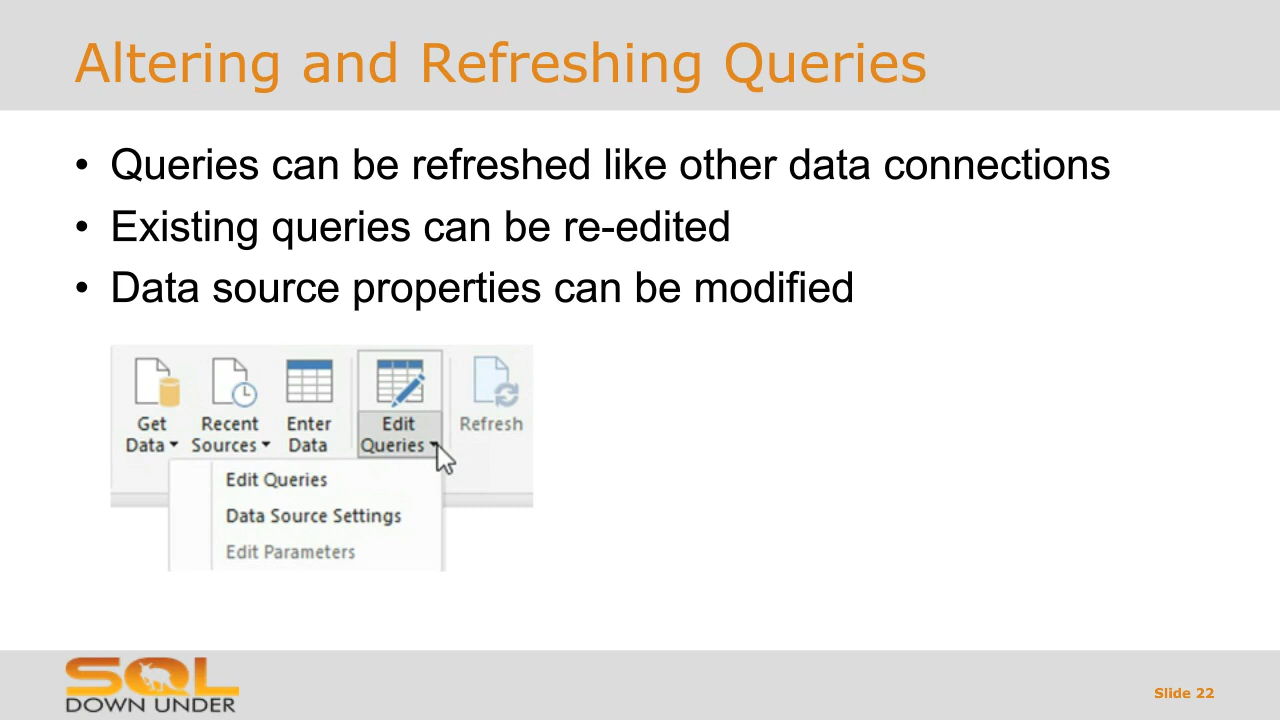 Altering and Refreshing Queries
• Queries can be refreshed like other data connections
• Existing queries can be re-edited
• Data source properties can be modified
Get Data
Recent Sources
Enter Data
Edit Queries
Refresh
Edit Queries
Data Source Settings
Edit Parameters
SQL
DOWN UNDER
Slide 22